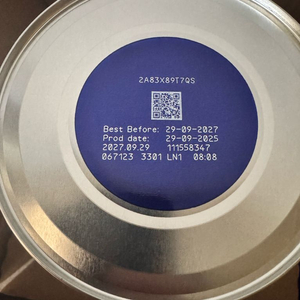 2A83X89T7QS
Best Before: 29-09-2027
Prod date: 29-09-2025
2027.09.29 111558347
067123 3301 LN1 08:08